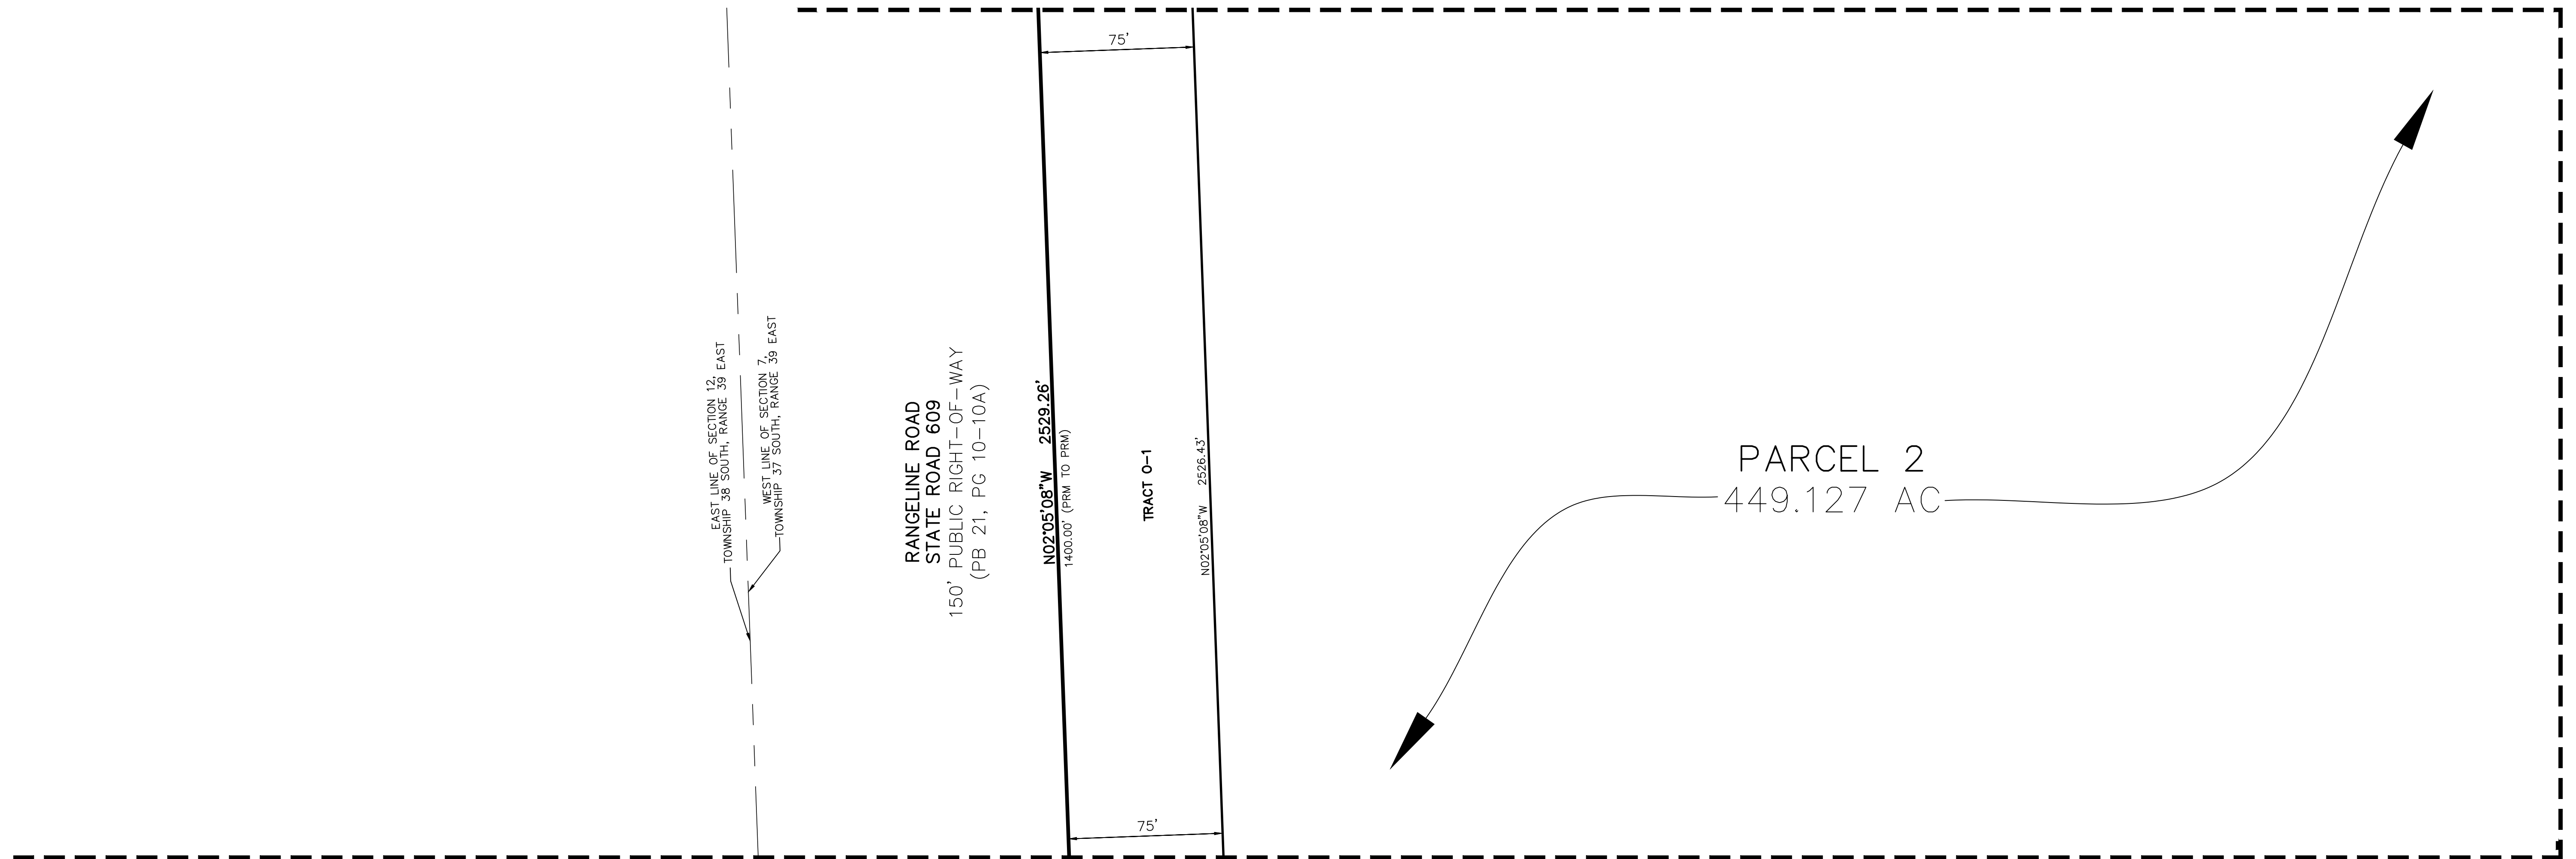 75'
EAST LINE OF SECTION 12,
TOWNSHIP 38 SOUTH, RANGE 39 EAST
WEST LINE OF SECTION 7,
TOWNSHIP 37 SOUTH, RANGE 39 EAST
RANGELINE ROAD
STATE ROAD 609
150' PUBLIC RIGHT-OF-WAY
(PB 21, PG 10-10A)
N02°05'08"W 2529.26'
1400.00' (PRM TO PRM)
TRACT O-1
N02°05'08"W 2526.43'
PARCEL 2
449.127 AC
75'